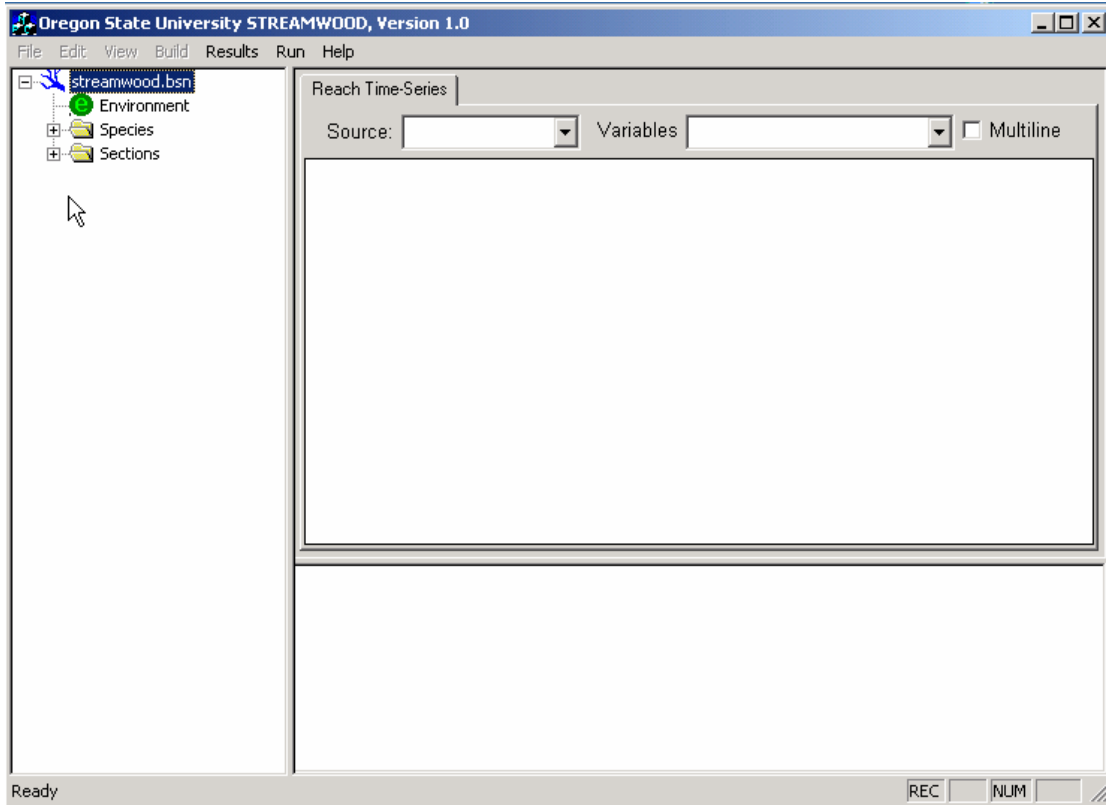 Oregon State University STREAMWOOD, Version 1.0
File Edit View Build Results Run Help
streamwood.bsn
Environment
Species
Sections
Reach Time-Series
Source: Variables Multiline
Ready REC NUM